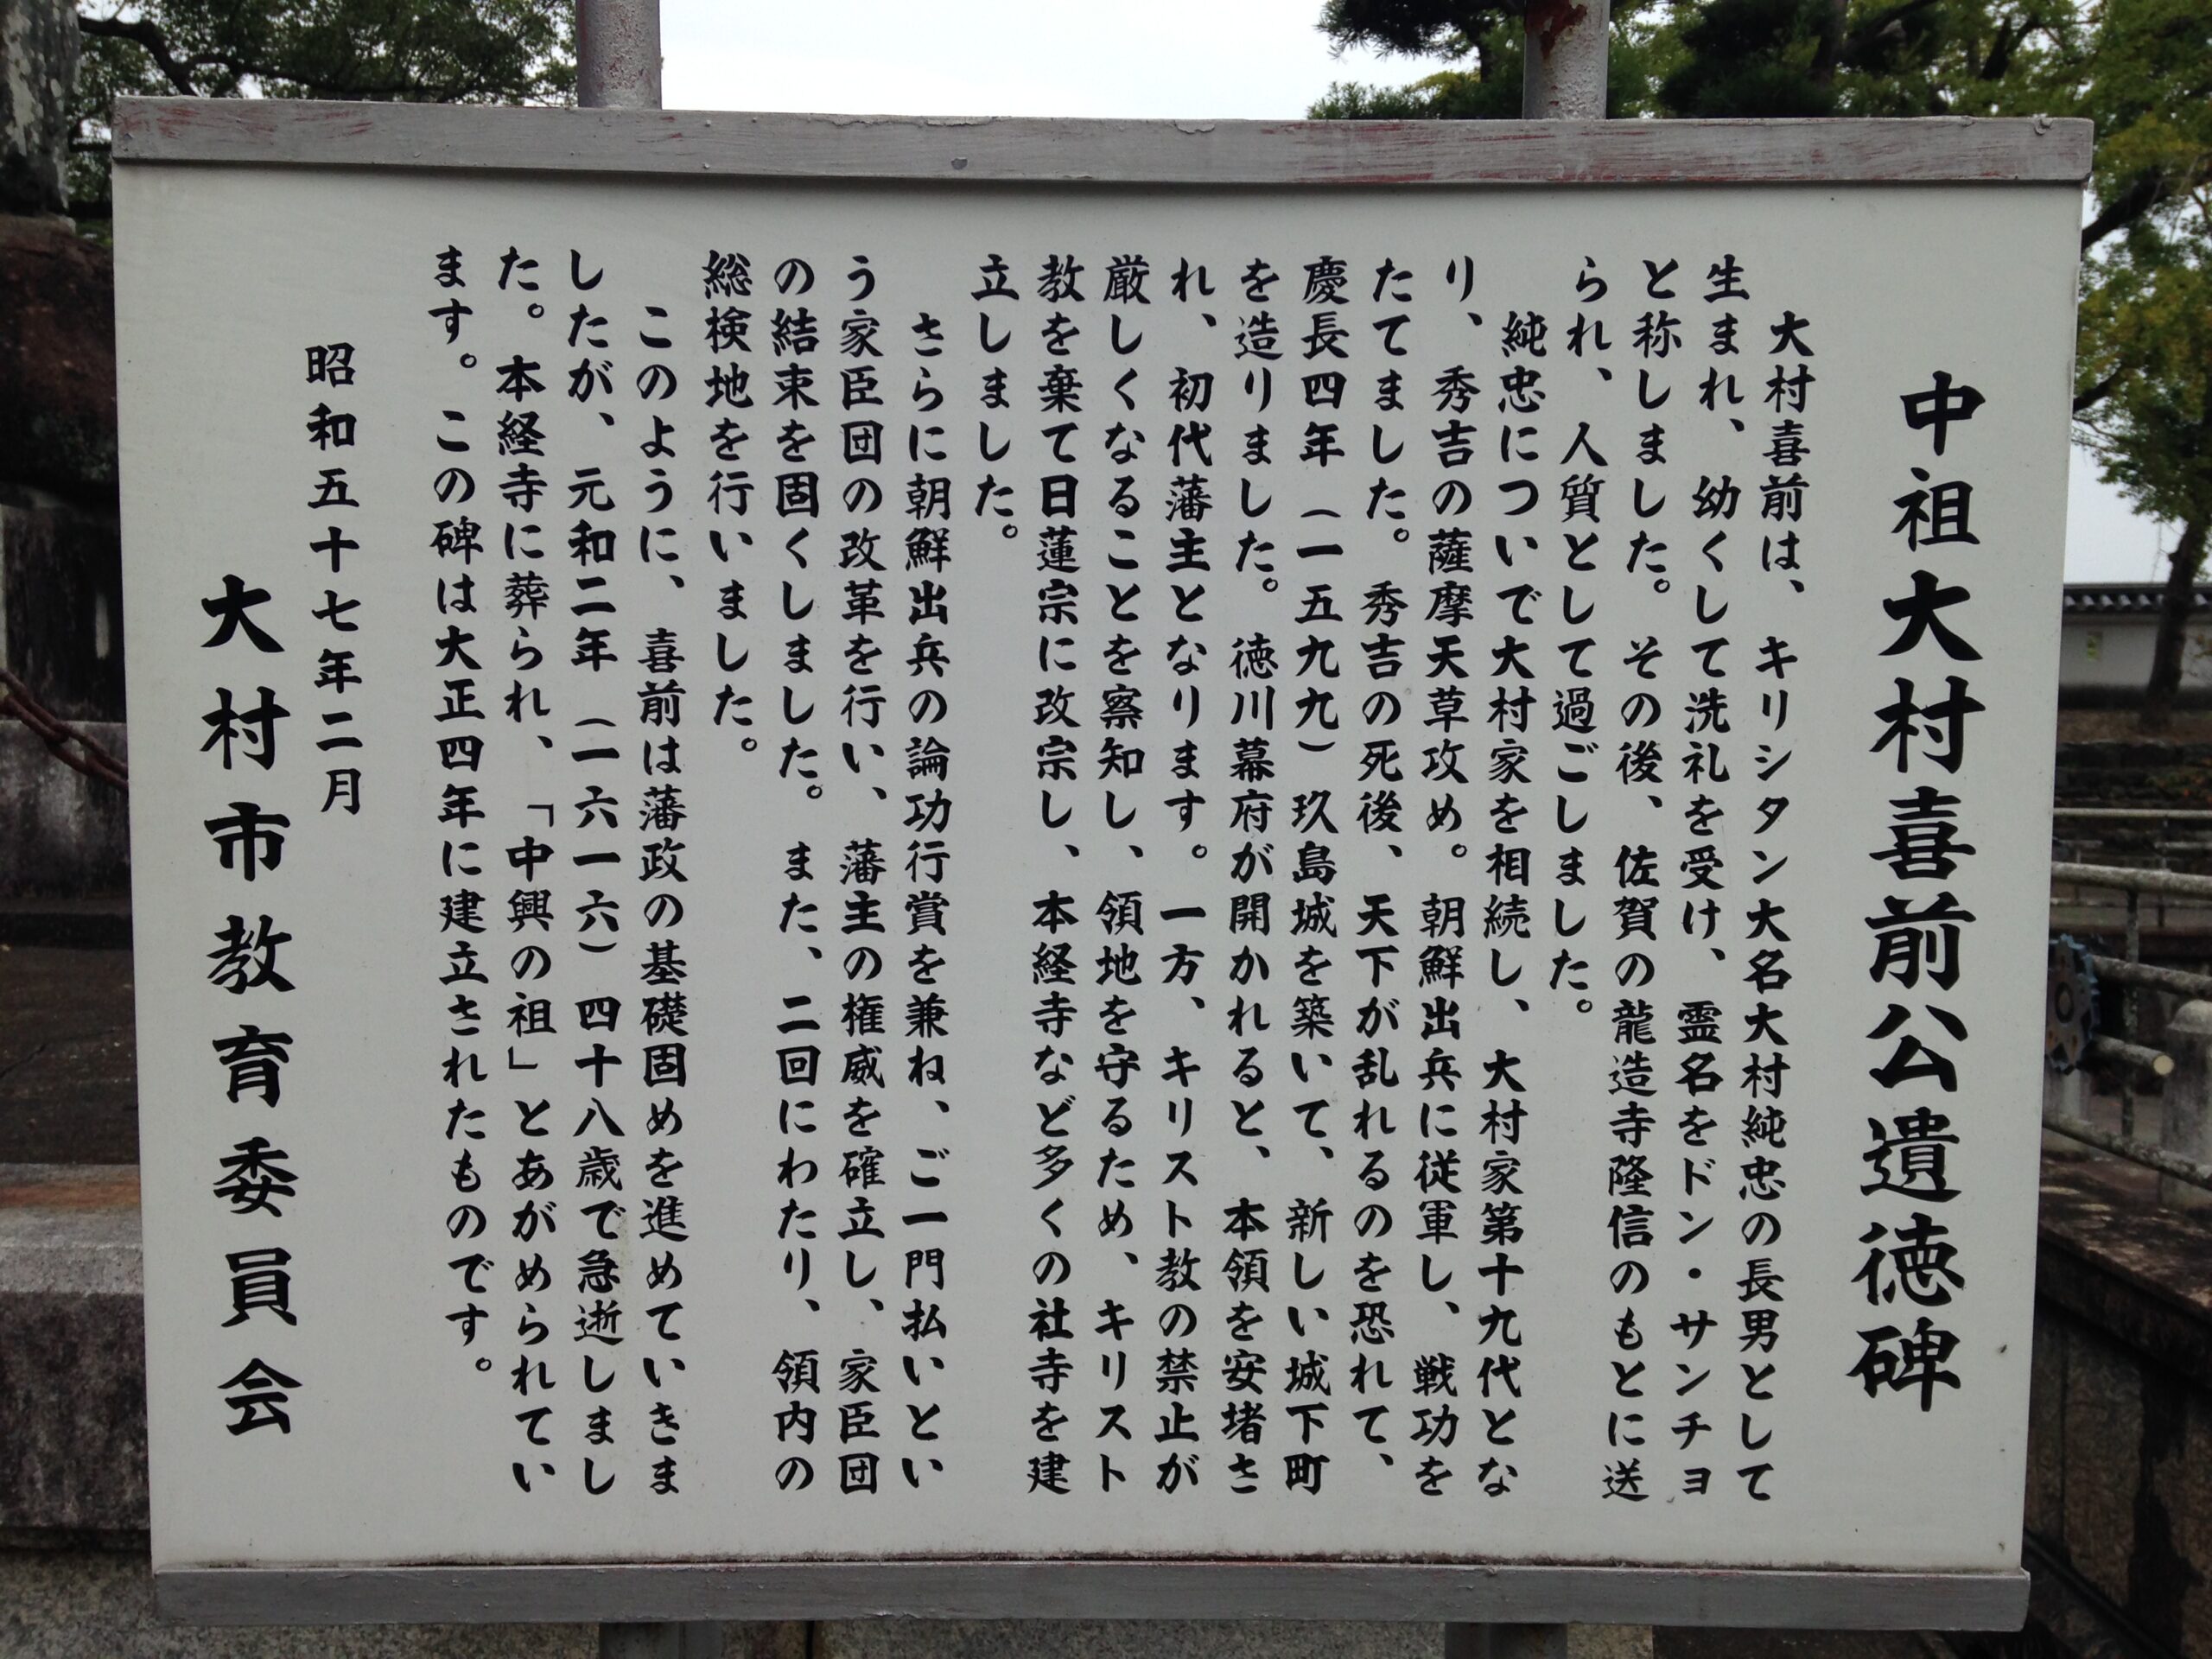 中祖大村喜前公遺徳碑
大村喜前は、キリシタン大名大村純忠の長男として
生まれ、幼くして洗礼を受け、霊名をドン・サンチョ
と称しました。その後、佐賀の龍造寺隆信のもとに送
られ、人質として過ごしました。
純忠についで大村家を相続し、大村家第十九代とな
り、秀吉の薩摩天草攻め。朝鮮出兵に従軍し、戦功を
たてました。秀吉の死後、天下が乱れるのを恐れて、
慶長四年（一五九九）玖島城を築いて、新しい城下町
を造りました。徳川幕府が開かれると、本領を安堵さ
れ、初代藩主となります。一方、キリスト教の禁止が
厳しくなることを察知し、領地を守るため、キリスト
教を棄て日蓮宗に改宗し、本経寺など多くの社寺を建
立しました。
さらに朝鮮出兵の論功行賞を兼ね、ご一門払いとい
う家臣団の改革を行い、藩主の権威を確立し、家臣団
の結束を固くしました。また、二回にわたり、領内の
総検地を行いました。
このように、喜前は藩政の基礎固めを進めていきま
したが、元和二年（一六一六）四十八歳で急逝しまし
た。本経寺に葬られ、「中興の祖」とあがめられてい
ます。この碑は大正四年に建立されたものです。
昭和五十七年二月
大村市教育委員会